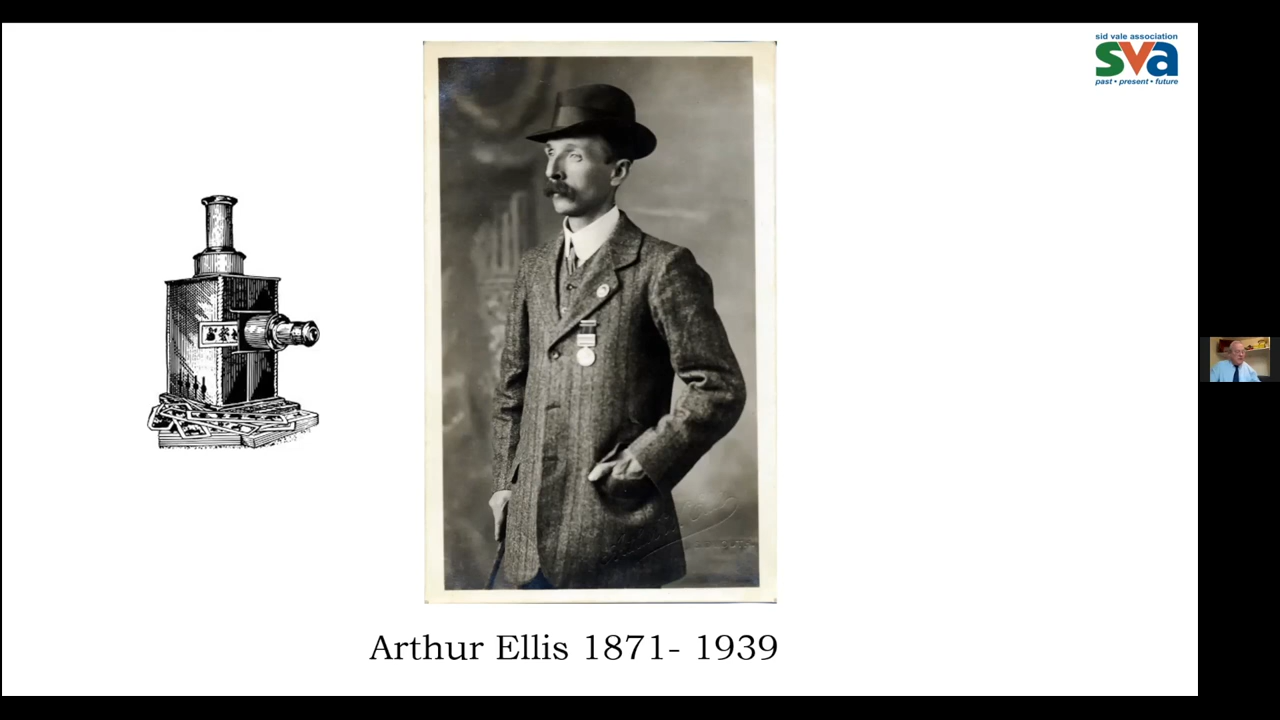 sid vale association
sva
past • present • future
Arthur Ellis 1871- 1939